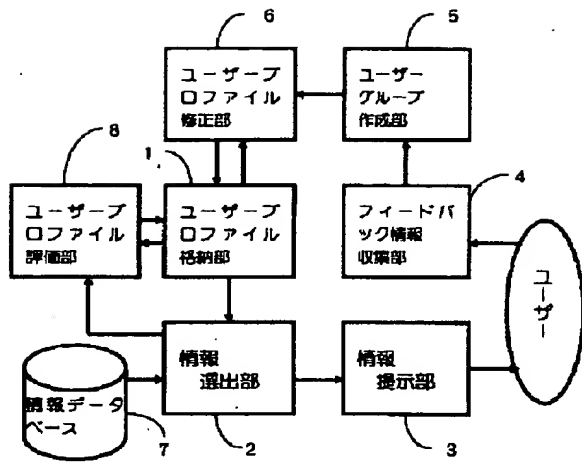 6
5
ユーザープ
ロファイル
修正部
ユーザー
グループ
作成部
8
1
4
ユーザープ
ロファイル
評価部
ユーザープ
ロファイル
格納部
フィードバ
ック情報
収集部
ユーザー
情報
選出部
情報
提示部
情報データ
ベース
7
2
3